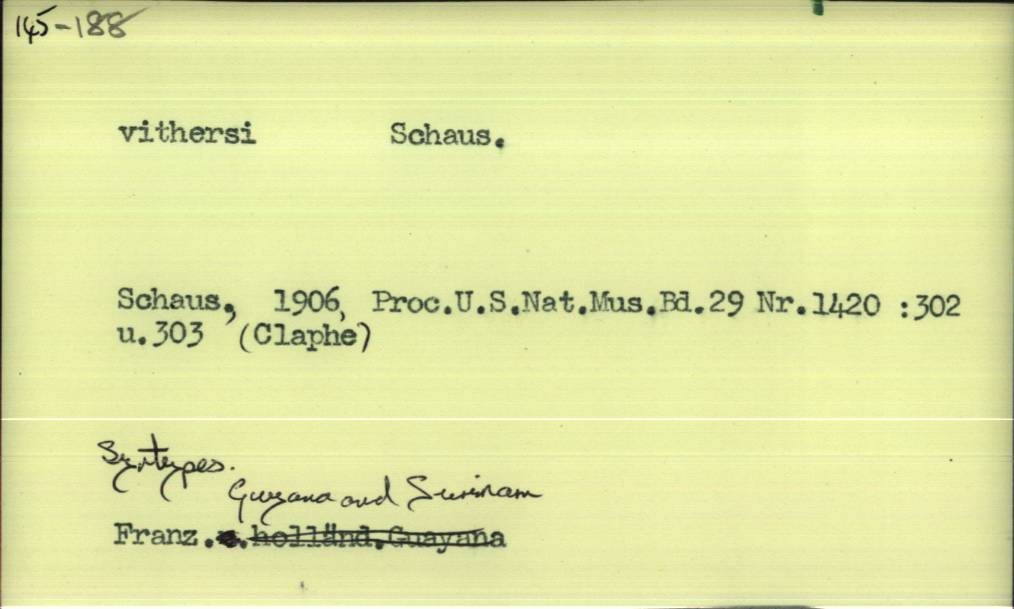 145-188
vithersi Schaus.
Schaus, 1906, Proc.U.S.Nat.Mus.Bd.29 Nr.1420 :302
u.303 (Claphe)
Syntypes.
Guyana and Surinam
Franz.u.holländ.Guayana